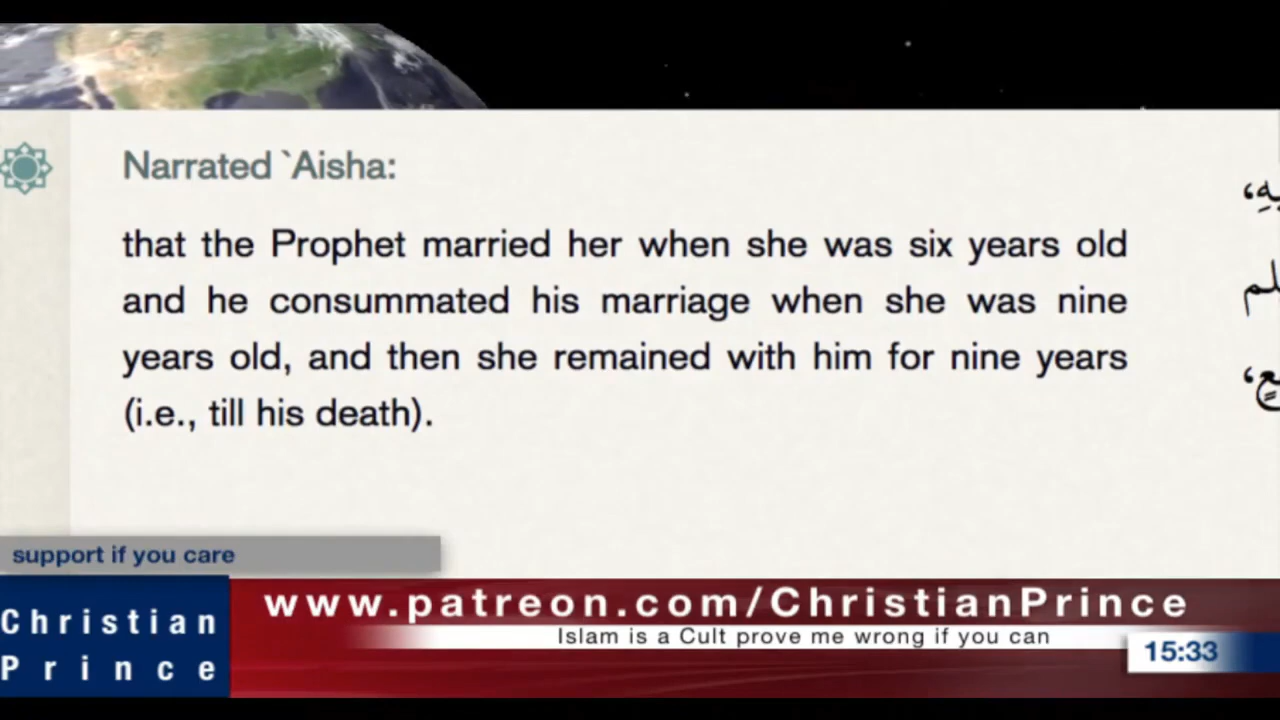 Narrated `Aisha:
that the Prophet married her when she was six years old
and he consummated his marriage when she was nine
years old, and then she remained with him for nine years
(i.e., till his death).
support if you care
Christian
Prince
www.patreon.com/ChristianPrince
Islam is a Cult prove me wrong if you can
15:33